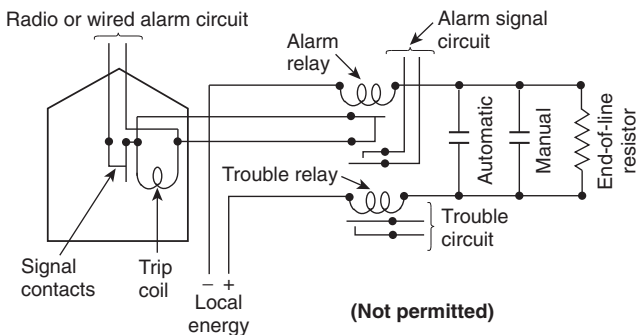 Radio or wired alarm circuit
Alarm signal
circuit
Alarm
relay
Automatic
Manual
End-of-line
resistor
Trouble relay
Trouble
circuit
Signal
contacts
Trip
coil
– +
Local
energy
(Not permitted)